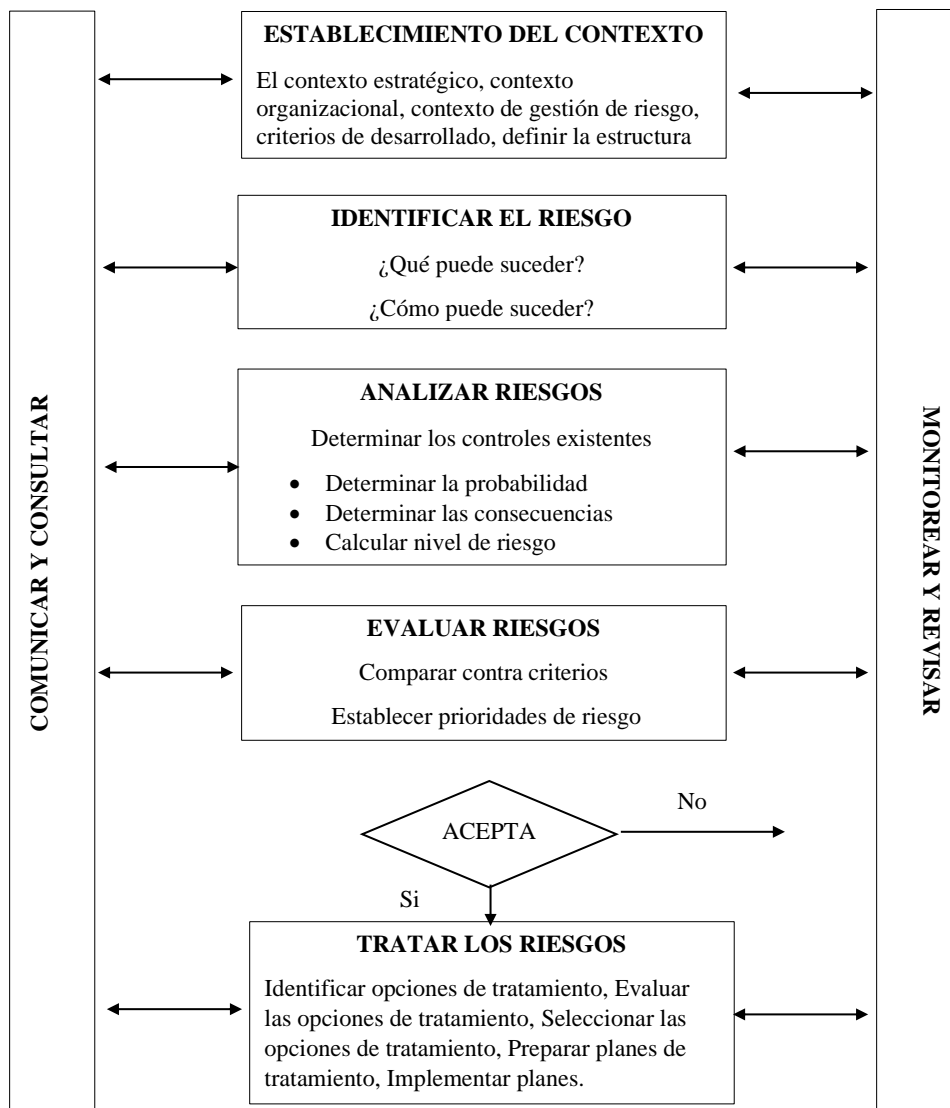 ESTABLECIMIENTO DEL CONTEXTO
El contexto estratégico, contexto
organizacional, contexto de gestión de riesgo,
criterios de desarrollado, definir la estructura
IDENTIFICAR EL RIESGO
¿Qué puede suceder?
¿Cómo puede suceder?
ANALIZAR RIESGOS
Determinar los controles existentes
• Determinar la probabilidad
• Determinar las consecuencias
• Calcular nivel de riesgo
EVALUAR RIESGOS
Comparar contra criterios
Establecer prioridades de riesgo
ACEPTA
No
Si
TRATAR LOS RIESGOS
Identificar opciones de tratamiento, Evaluar
las opciones de tratamiento, Seleccionar las
opciones de tratamiento, Preparar planes de
tratamiento, Implementar planes.
COMUNICAR Y CONSULTAR
MONITOREAR Y REVISAR